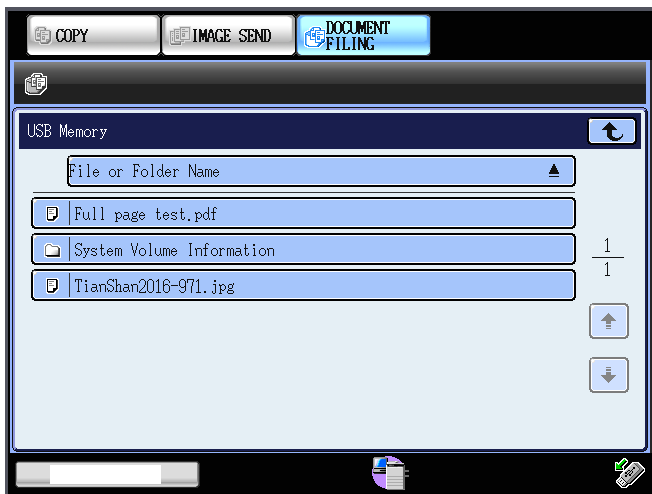 COPY
IMAGE SEND
DOCUMENT
FILING
USB Memory
File or Folder Name
Full page test.pdf
System Volume Information
TianShan2016-971.jpg
1
1